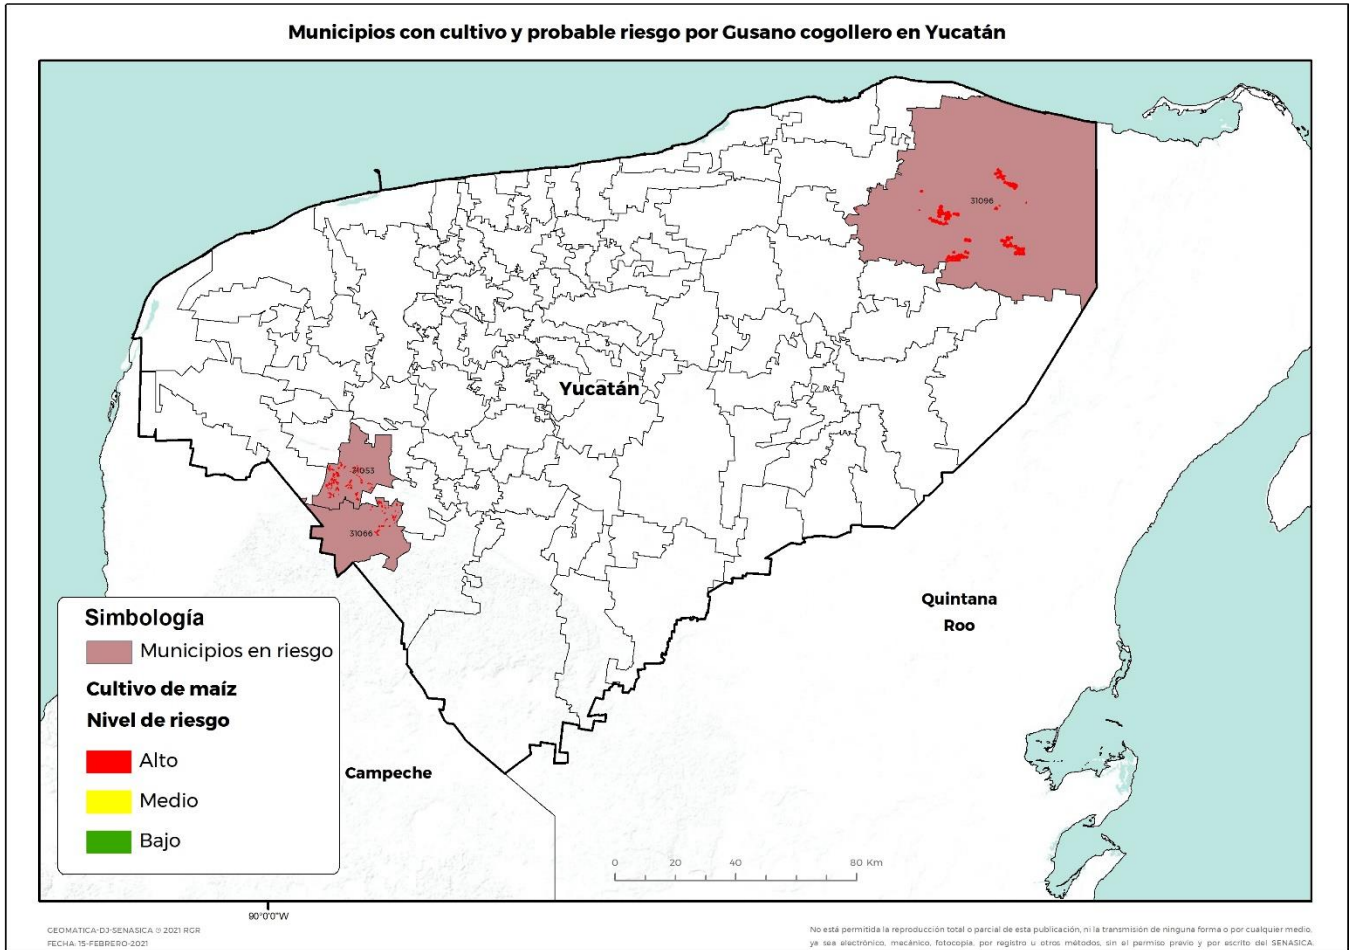 Municipios con cultivo y probable riesgo por Gusano cogollero en Yucatán
31096
Yucatán
31053
31066
Quintana
Roo
Simbología
Municipios en riesgo
Cultivo de maíz
Nivel de riesgo
Alto
Medio
Bajo
Campeche
0 20 40 80 Km
90°0'0"W
GEOMATICA-DJ-SENASICA © 2021 RGR
FECHA: 15-FEBRERO-2021
No está permitida la reproducción total o parcial de esta publicación, ni la transmisión de ninguna forma o por cualquier medio,
ya sea electrónico, mecánico, fotocopia, por registro u otros métodos, sin el permiso previo y por escrito del SENASICA.